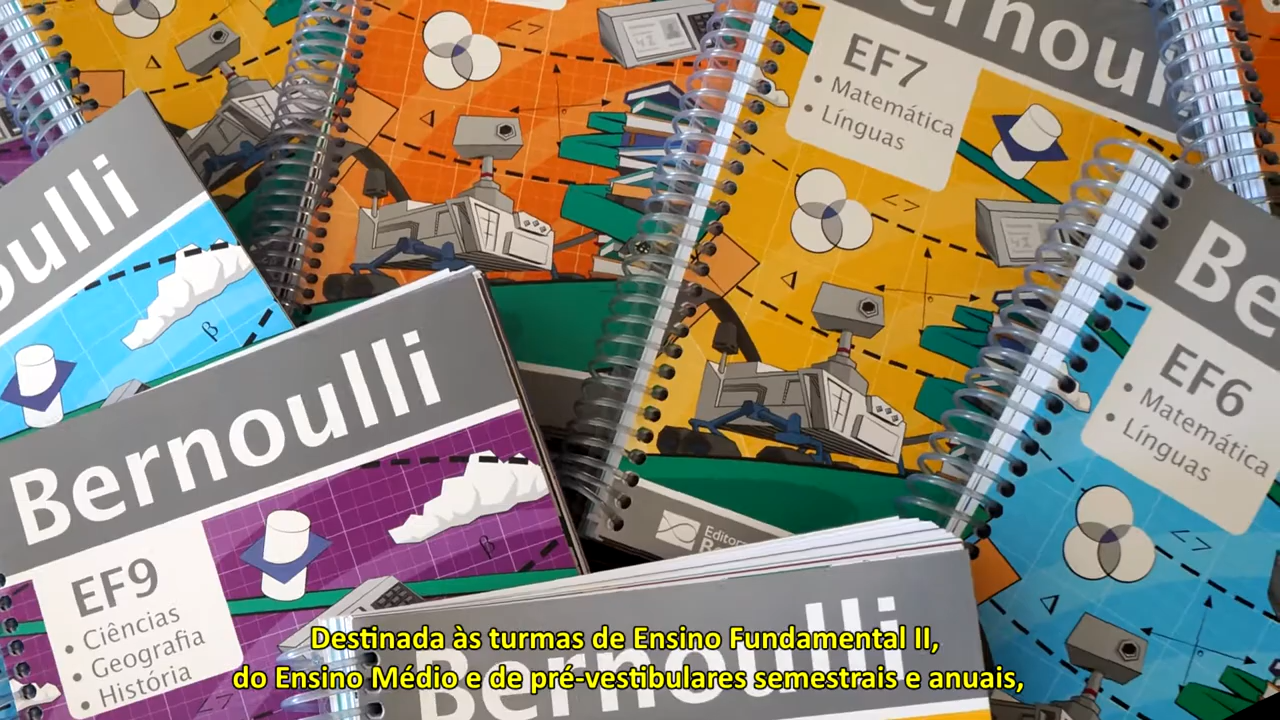 Bernoulli
EF7
• Matemática
• Línguas
EF6
• Matemática
• Línguas
Bernoulli
EF9
• Ciências
• Geografia
• História
Bernoulli
Destinada às turmas de Ensino Fundamental II,
do Ensino Médio e de pré-vestibulares semestrais e anuais,